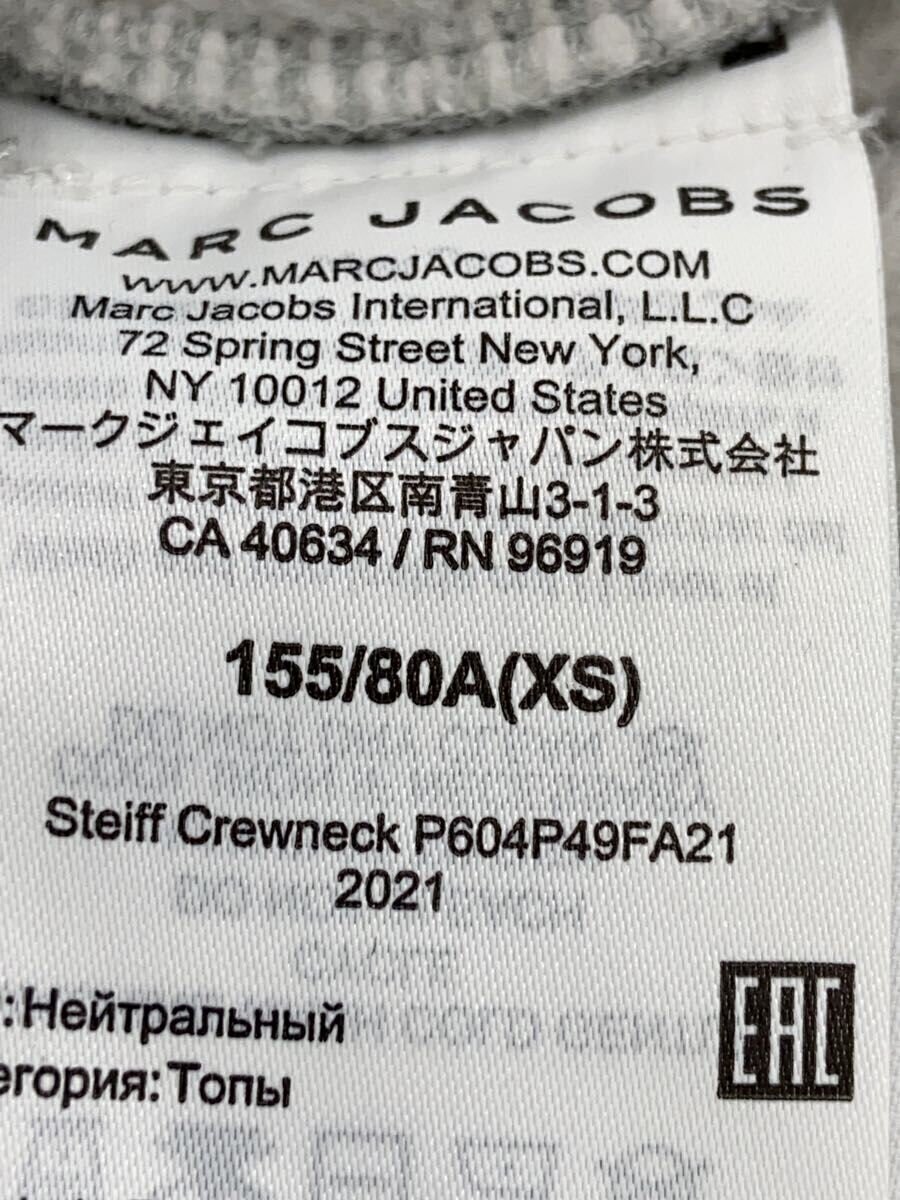 MARC JACOBS
www.MARCJACOBS.COM
Marc Jacobs International, L.L.C
72 Spring Street New York,
NY 10012 United States
マークジェイコブスジャパン株式会社
東京都港区南青山3-1-3
CA 40634 / RN 96919
155/80A(XS)
Steiff Crewneck P604P49FA21
2021
:Нейтральный
егория: Топы
EAC